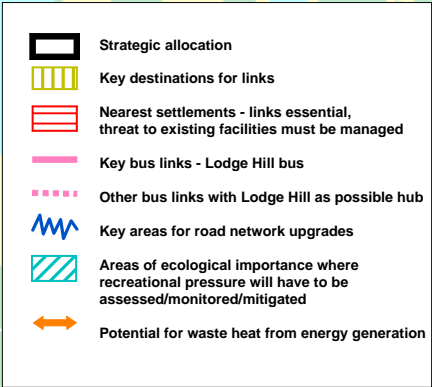 Strategic allocation
Key destinations for links
Nearest settlements - links essential,
threat to existing facilities must be managed
Key bus links - Lodge Hill bus
Other bus links with Lodge Hill as possible hub
Key areas for road network upgrades
Areas of ecological importance where
recreational pressure will have to be
assessed/monitored/mitigated
Potential for waste heat from energy generation